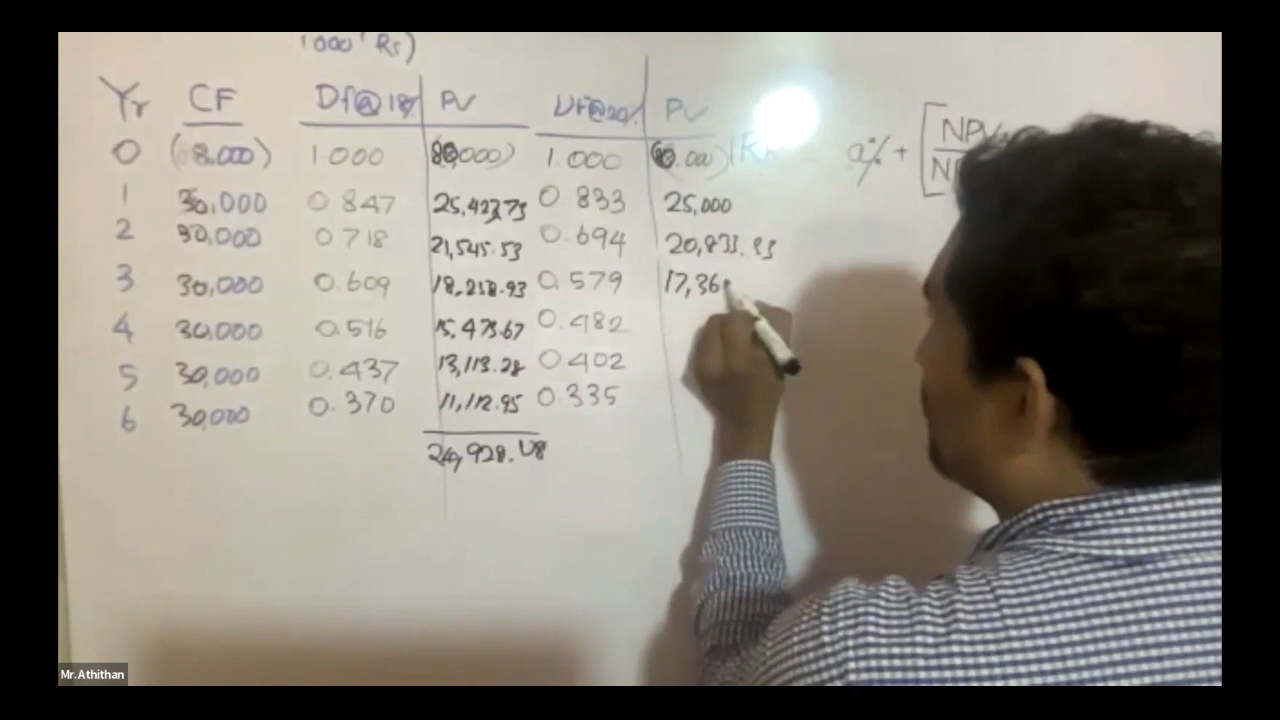 1000' Rs)
Yr CF Df@18% PV Df@20% PV
0 (8.000) 1 000 (80,000) 1.000 (80.000) a% + [NPV
1 30,000 0.847 25,423.73 0.833 25,000
2 30,000 0.718 21,545.53 0.694 20,833.33
3 30,000 0.609 18,258.93 0.579 17,36
4 30,000 0.516 15,473.67 0.482
5 30,000 0.437 13,113.28 0.402
6 30,000 0.370 11,112.95 0.335
24,928.08
Mr.Athithan